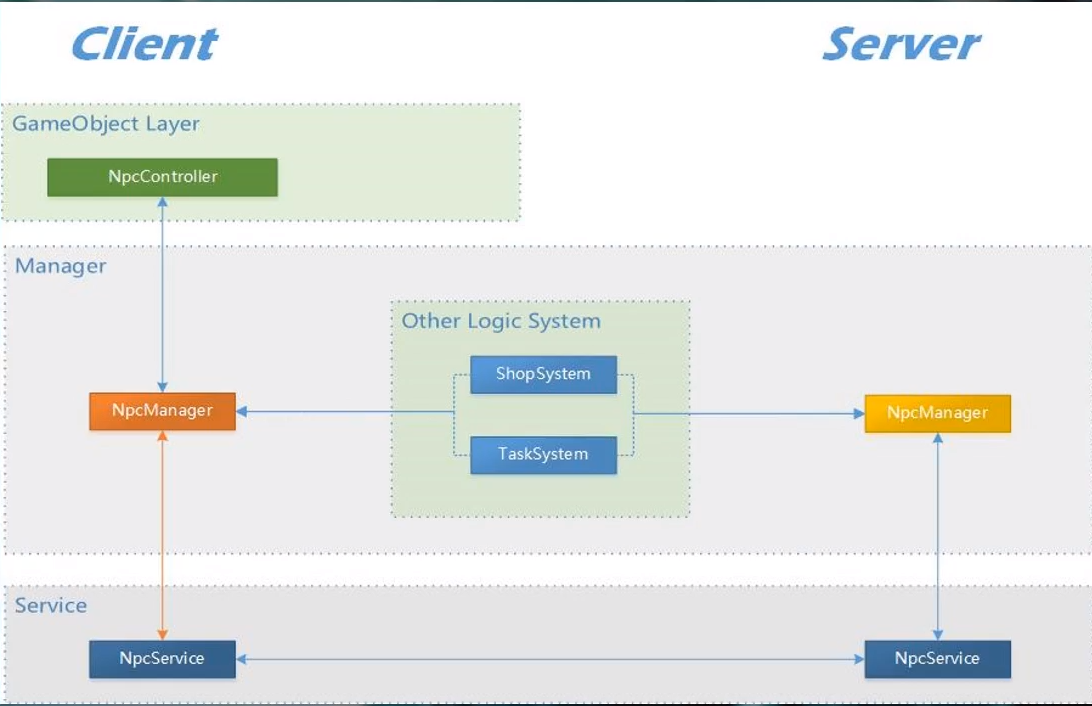 Client
Server
GameObject Layer
NpcController
Manager
Other Logic System
ShopSystem
NpcManager
NpcManager
TaskSystem
Service
NpcService
NpcService